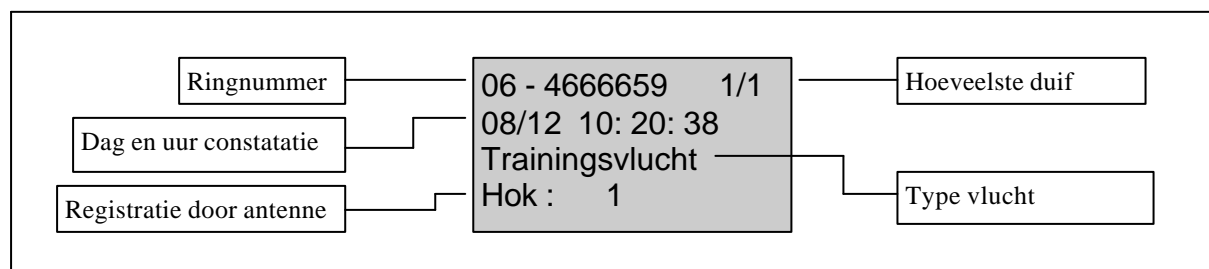 Ringnummer
Dag en uur constatatie
Registratie door antenne
06 - 4666659 1/1
08/12 10: 20: 38
Trainingsvlucht
Hok : 1
Hoeveelste duif
Type vlucht